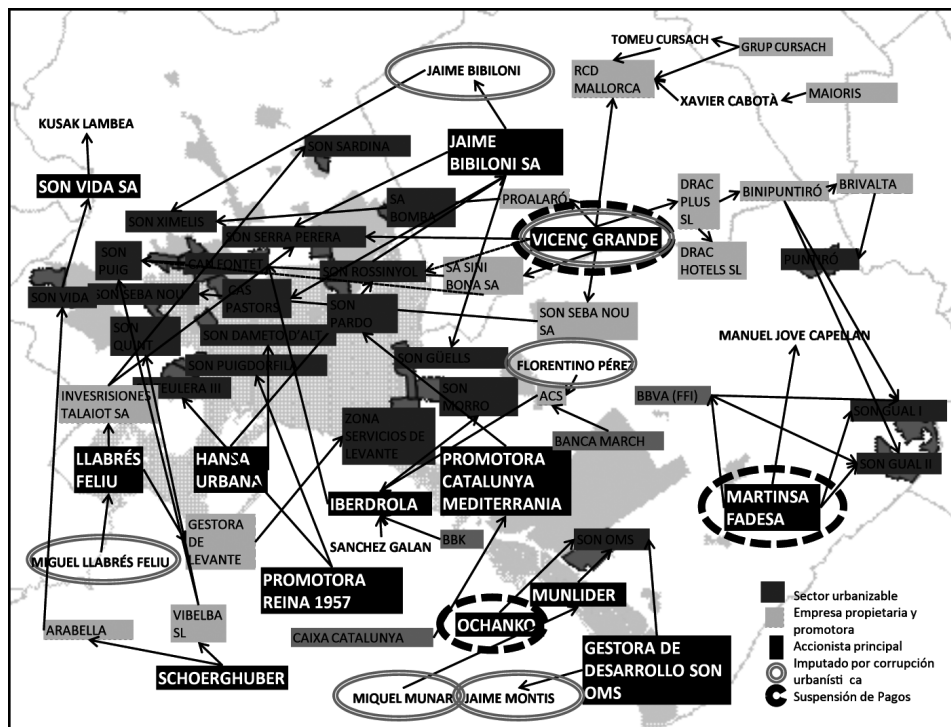 TOMEU CURSACH
GRUP CURSACH
JAIME BIBILONI
RCD
MALLORCA
XAVIER CABOTÀ
MAIORIS
KUSAK LAMBEA
SON SARDINA
JAIME
BIBILONI SA
SON VIDA SA
SA
BOMBA
PROALARÓ
DRAC
PLUS SL
BINIPUNTIRÓ
BRIVALTA
SON XIMELIS
SON SERRA PERERA
VICENÇ GRANDE
DRAC
HOTELS SL
PUNTIRÓ
SON
PUIG
CAN FONTET
SON ROSSINYOL
SA SINI
BONA SA
SON VIDA
SON SEBA NOU
CAS
PASTORS
SON
PARDO
SON SEBA NOU
SA
SON
QUINT
SON DAMETO D'ALT
MANUEL JOVE CAPELLAN
SON PUIGDORFILA
SON GÜELLS
FLORENTINO PÉREZ
EULERA III
INVESRISIONES
TALAIOT SA
SON
MORRO
ACS
BBVA (FFI)
SON GUAL I
ZONA
SERVICIOS DE
LEVANTE
BANCA MARCH
LLABRÉS
FELIU
HANSA
URBANA
PROMOTORA
CATALUNYA
MEDITERRANIA
SON GUAL II
IBERDROLA
MARTINSA
FADESA
GESTORA
DE
LEVANTE
SANCHEZ GALAN
BBK
SON OMS
MIGUEL LLABRÉS FELIU
PROMOTORA
REINA 1957
MUNLIDER
ARABELLA
VIBELBA
SL
CAIXA CATALUNYA
OCHANKO
GESTORA DE
DESARROLLO SON
OMS
SCHOERGHUBER
MIQUEL MUNAR
JAIME MONTIS
Sector urbanizable
Empresa propietaria y
promotora
Accionista principal
Imputado por corrupción
urbanísti ca
Suspensión de Pagos